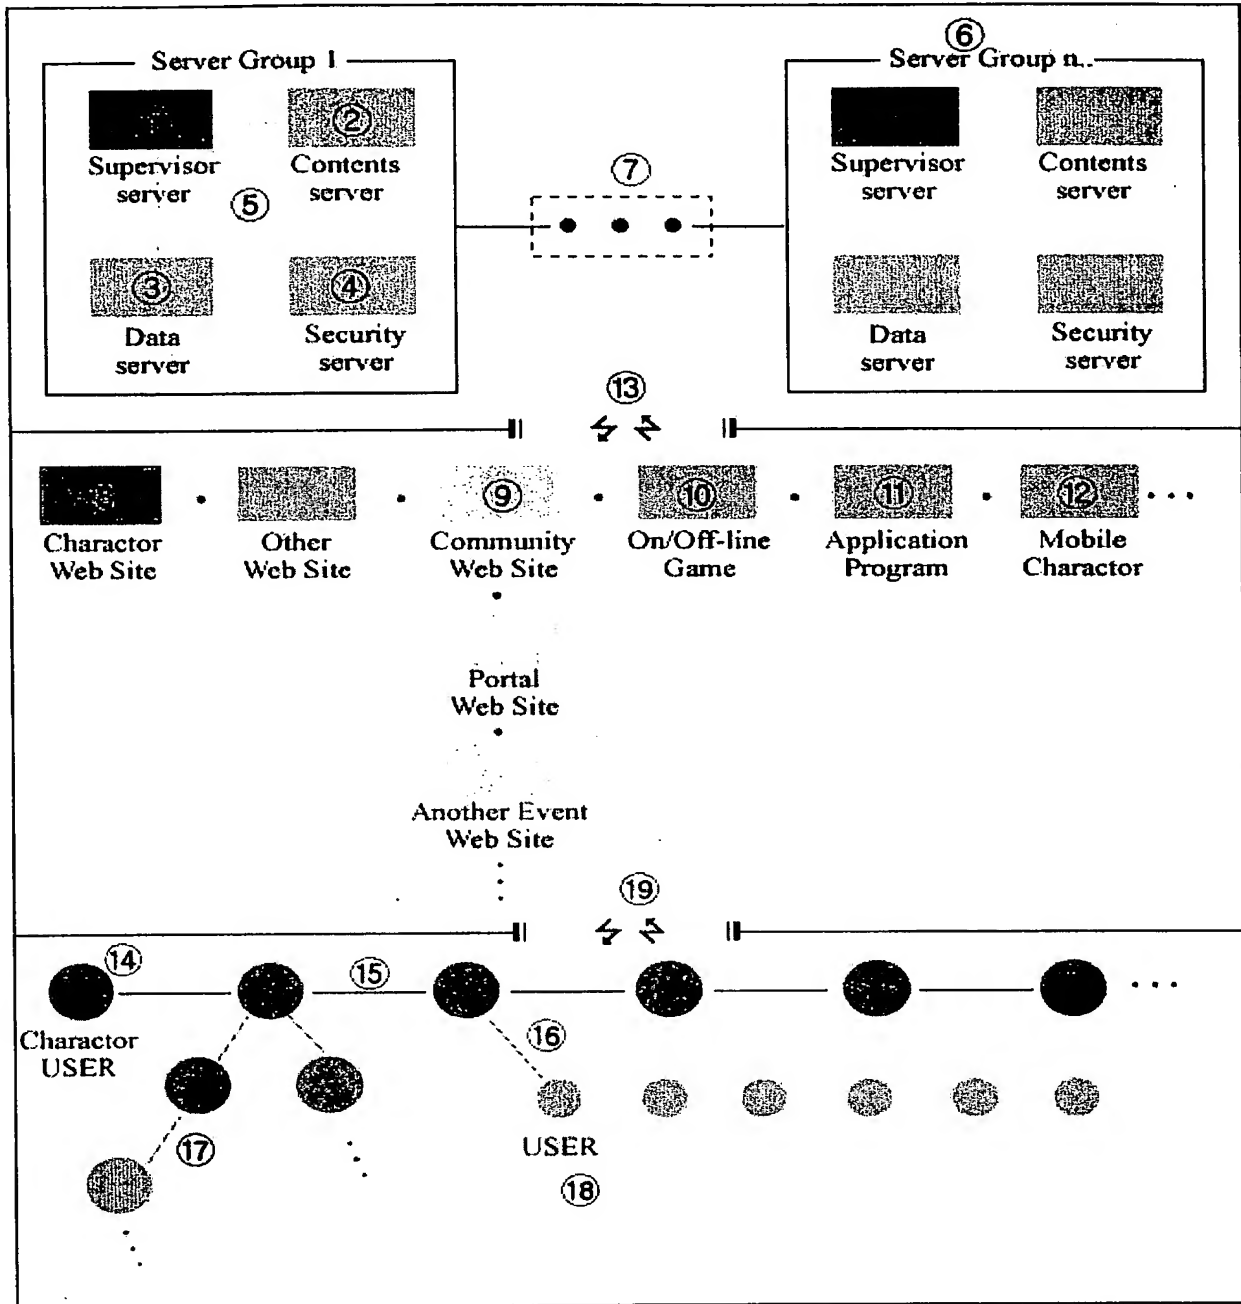 Server Group 1
⑥
Server Group n..
②
Supervisor
server
Contents
server
⑤
⑦
Supervisor
server
Contents
server
③
④
Data
server
Security
server
Data
server
Security
server
⑬
⑨
⑩
⑪
⑫
Charactor
Web Site
Other
Web Site
Community
Web Site
On/Off-line
Game
Application
Program
Mobile
Charactor
Portal
Web Site
Another Event
Web Site
⑲
⑭
⑮
Charactor
USER
⑯
⑰
USER
⑱